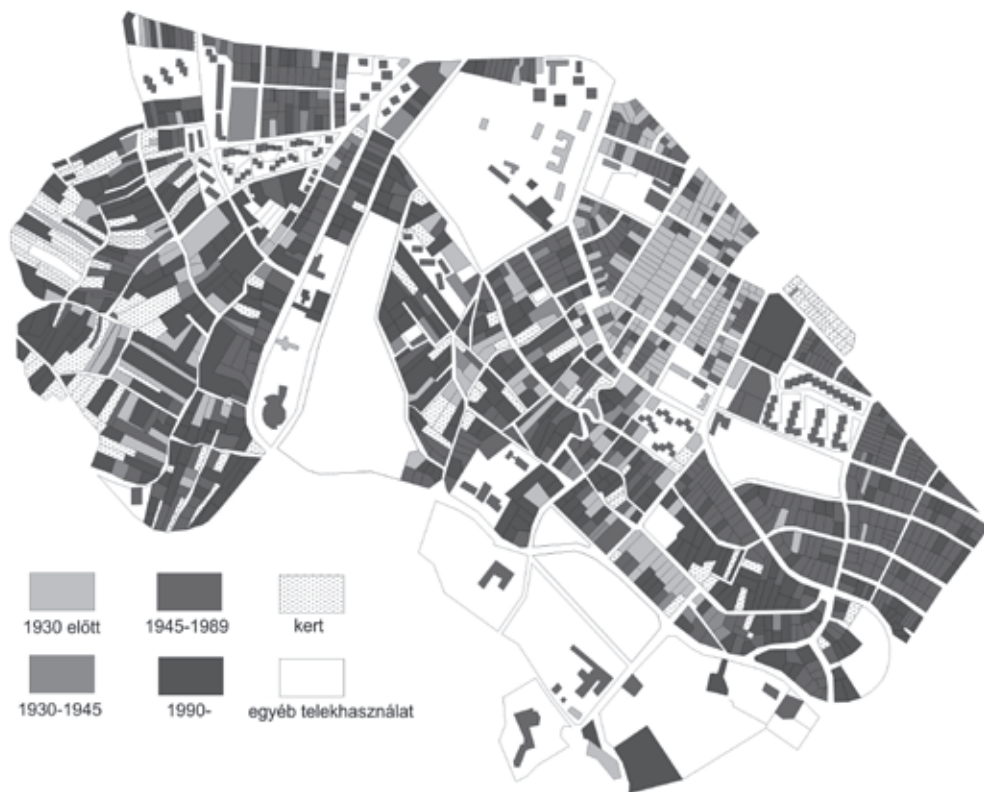 1930 előtt
1945-1989
kert
1930-1945
1990-
egyéb telekhasználat